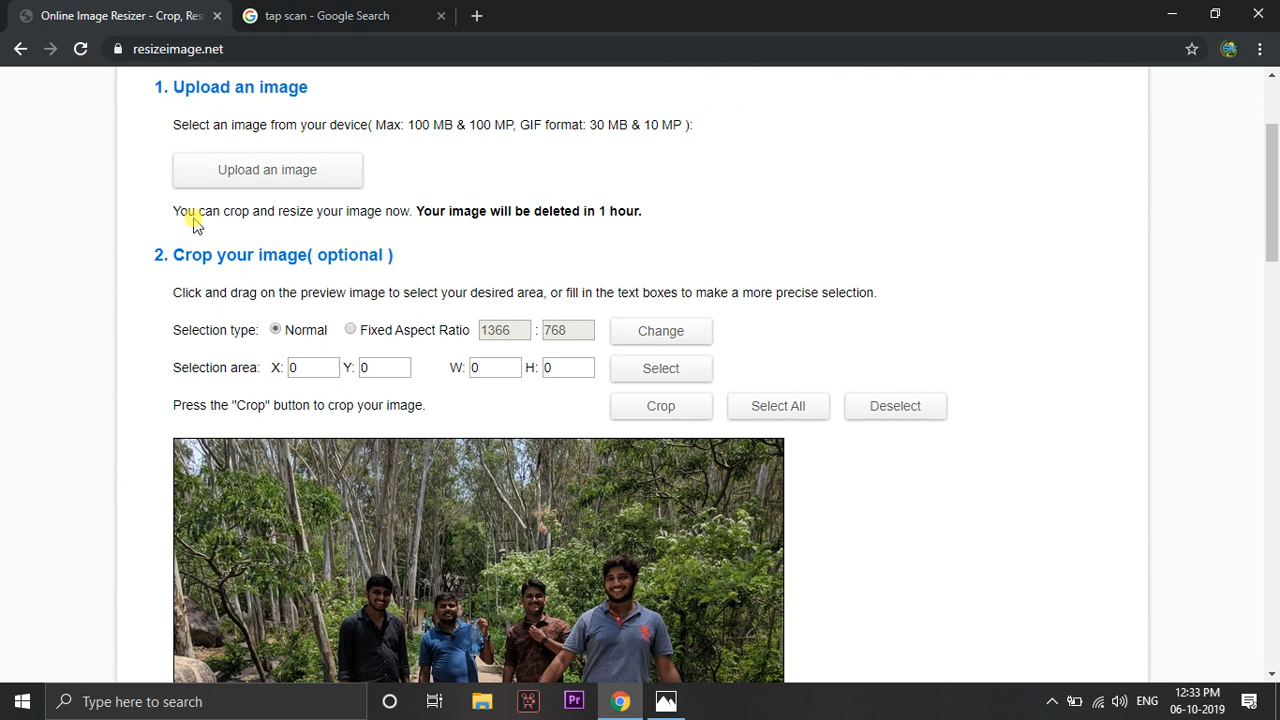 Online Image Resizer - Crop, Res
tap scan - Google Search
resizeimage.net
1. Upload an image
Select an image from your device( Max: 100 MB & 100 MP, GIF format: 30 MB & 10 MP ):
Upload an image
You can crop and resize your image now. Your image will be deleted in 1 hour.
2. Crop your image( optional )
Click and drag on the preview image to select your desired area, or fill in the text boxes to make a more precise selection.
Selection type: Normal Fixed Aspect Ratio 1366 : 768 Change
Selection area: X: 0 Y: 0 W: 0 H: 0 Select
Press the "Crop" button to crop your image. Crop Select All Deselect
Type here to search
Pr
ENG
12:33 PM
06-10-2019